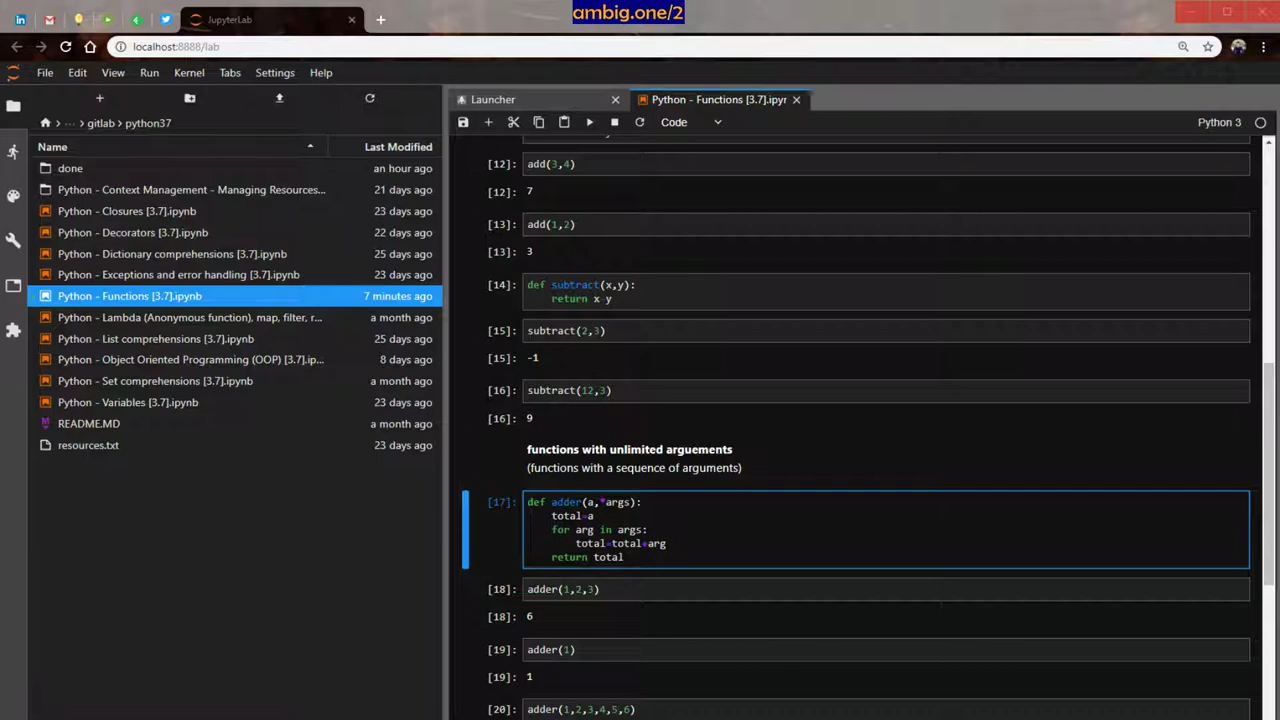 ambig.one/2
JupyterLab
localhost:8888/lab
File Edit View Run Kernel Tabs Settings Help
Launcher
Python - Functions [3.7].ipyr
gitlab python37
Code
Python 3
Name
Last Modified
done
an hour ago
Python - Context Management - Managing Resources...
21 days ago
Python - Closures [3.7].ipynb
23 days ago
Python - Decorators [3.7].ipynb
22 days ago
Python - Dictionary comprehensions [3.7].ipynb
25 days ago
Python - Exceptions and error handling [3.7].ipynb
23 days ago
Python - Functions [3.7].ipynb
7 minutes ago
Python - Lambda (Anonymous function), map, filter, r...
a month ago
Python - List comprehensions [3.7].ipynb
25 days ago
Python - Object Oriented Programming (OOP) [3.7].ip...
8 days ago
Python - Set comprehensions [3.7].ipynb
a month ago
Python - Variables [3.7].ipynb
23 days ago
README.MD
a month ago
resources.txt
23 days ago
[12]: add(3,4)
[12]: 7
[13]: add(1,2)
[13]: 3
[14]: def subtract(x,y):
return x-y
[15]: subtract(2,3)
[15]: -1
[16]: subtract(12,3)
[16]: 9
functions with unlimited arguements
(functions with a sequence of arguments)
[17]: def adder(a,*args):
total=a
for arg in args:
total=total+arg
return total
[18]: adder(1,2,3)
[18]: 6
[19]: adder(1)
[19]: 1
[20]: adder(1,2,3,4,5,6)